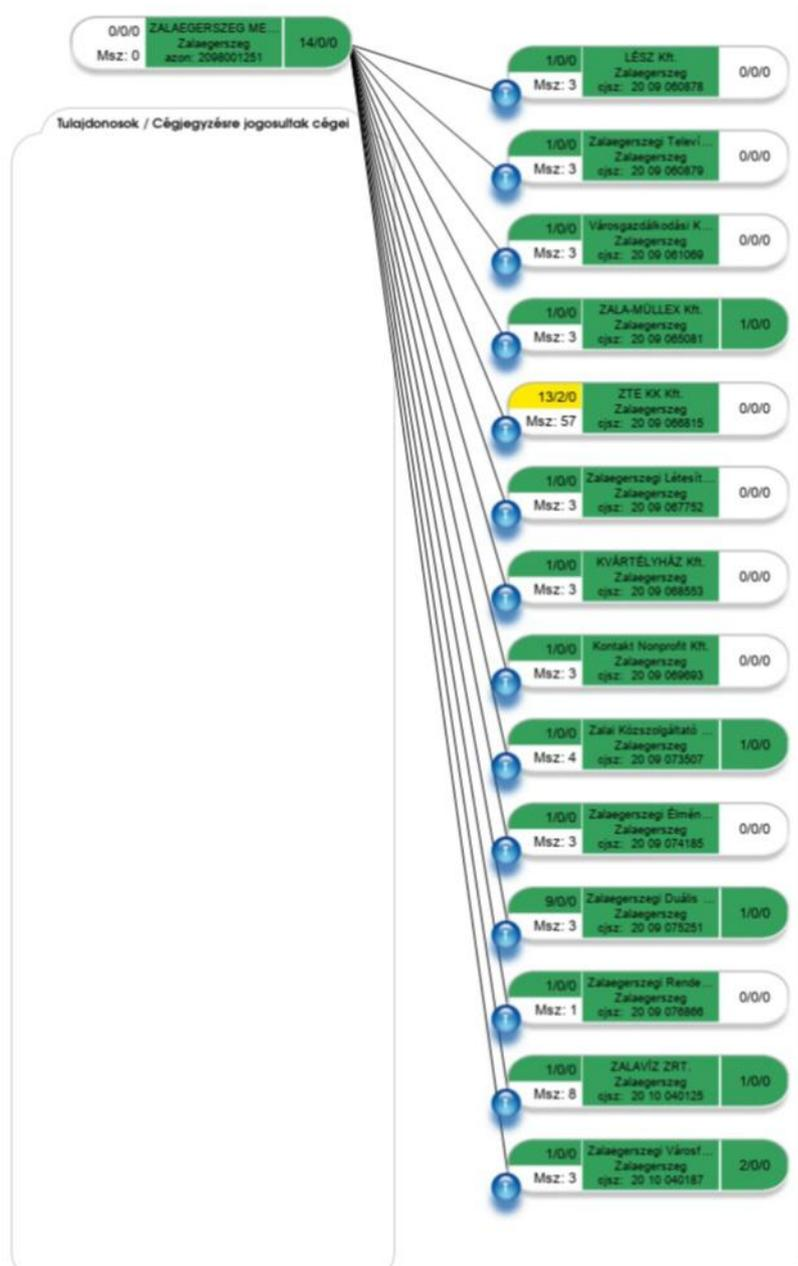 0/0/0 ZALAEGERSZEG ME... 14/0/0
Zalaegerszeg
Msz: 0 azon: 2098001251
Tulajdonosok / Cégjegyzésre jogosultak cégei
1/0/0 LÉSZ Kft. 0/0/0
Zalaegerszeg
Msz: 3 cjsz: 20 09 060878
1/0/0 Zalaegerszegi Televí... 0/0/0
Zalaegerszeg
Msz: 3 cjsz: 20 09 060879
1/0/0 Városgazdálkodási K... 0/0/0
Zalaegerszeg
Msz: 3 cjsz: 20 09 061069
1/0/0 ZALA-MÜLLEX Kft. 1/0/0
Zalaegerszeg
Msz: 3 cjsz: 20 09 065081
13/2/0 ZTE KK Kft. 0/0/0
Zalaegerszeg
Msz: 57 cjsz: 20 09 066815
1/0/0 Zalaegerszegi Létesít... 0/0/0
Zalaegerszeg
Msz: 3 cjsz: 20 09 067752
1/0/0 KVÁRTÉLYHÁZ Kft. 0/0/0
Zalaegerszeg
Msz: 3 cjsz: 20 09 068553
1/0/0 Kontakt Nonprofit Kft. 0/0/0
Zalaegerszeg
Msz: 3 cjsz: 20 09 069693
1/0/0 Zalai Közszolgáltató ... 1/0/0
Zalaegerszeg
Msz: 4 cjsz: 20 09 073507
1/0/0 Zalaegerszegi Élmén... 0/0/0
Zalaegerszeg
Msz: 3 cjsz: 20 09 074185
9/0/0 Zalaegerszegi Duális ... 1/0/0
Zalaegerszeg
Msz: 3 cjsz: 20 09 075251
1/0/0 Zalaegerszegi Rende... 0/0/0
Zalaegerszeg
Msz: 1 cjsz: 20 09 076866
1/0/0 ZALAVÍZ ZRT. 1/0/0
Zalaegerszeg
Msz: 8 cjsz: 20 10 040125
1/0/0 Zalaegerszegi Városf... 2/0/0
Zalaegerszeg
Msz: 3 cjsz: 20 10 040187